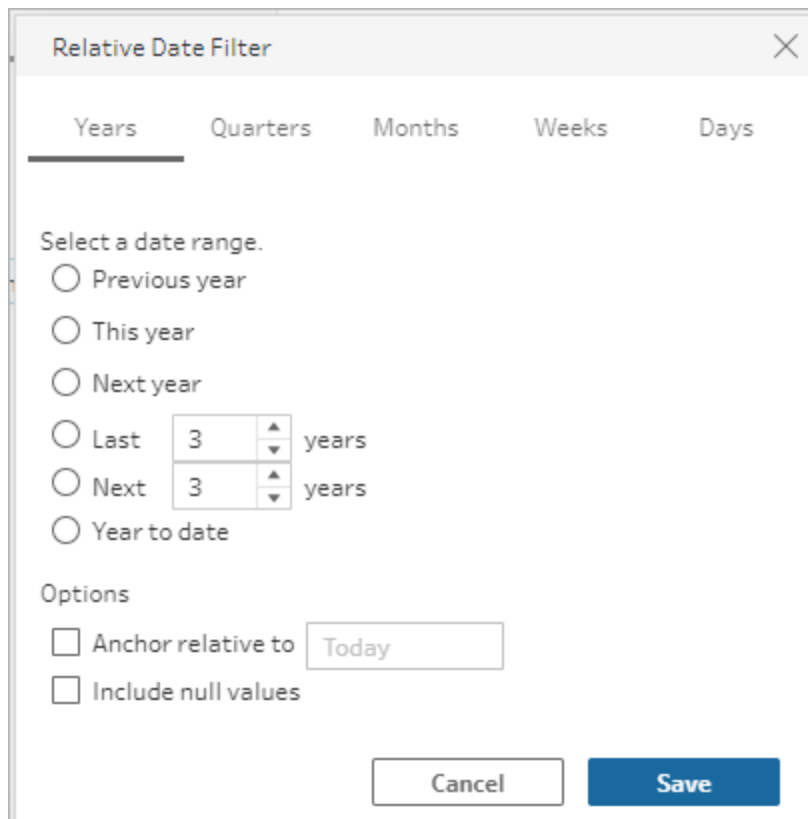 Relative Date Filter
Years Quarters Months Weeks Days
Select a date range.
Previous year
This year
Next year
Last 3 years
Next 3 years
Year to date
Options
Anchor relative to Today
Include null values
Cancel Save